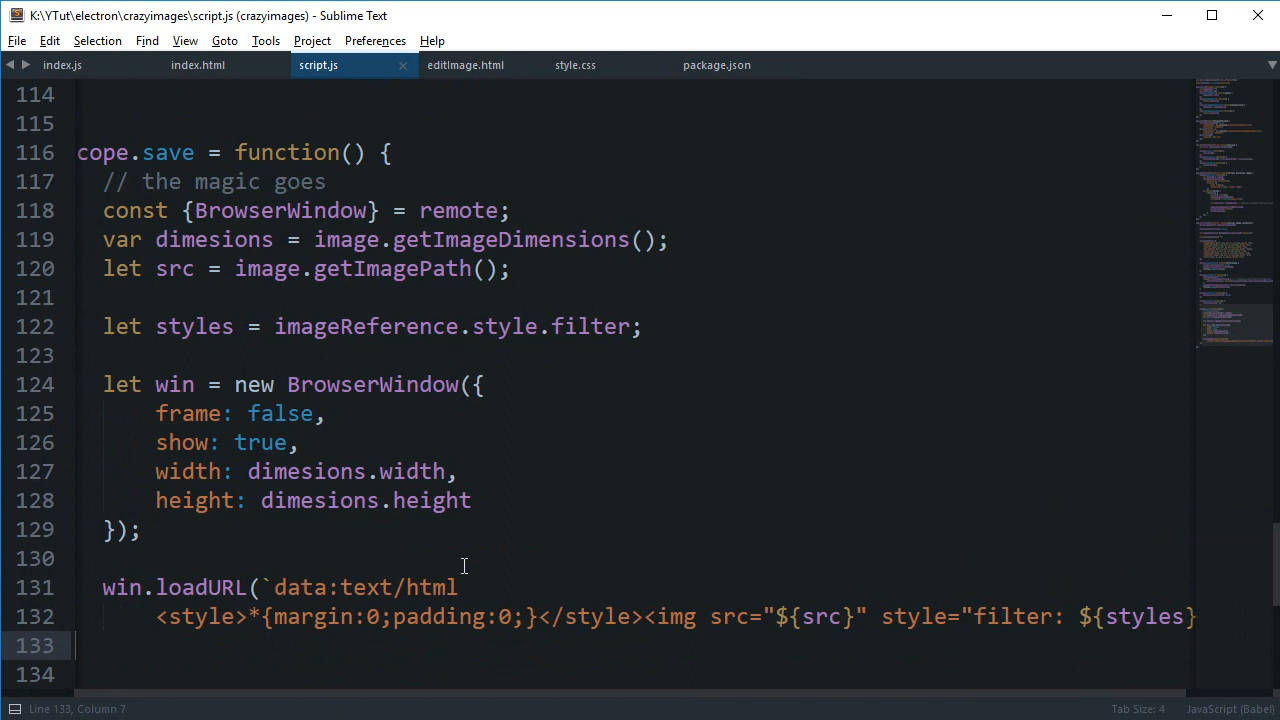 K:\YTut\electron\crazyimages\script.js (crazyimages) - Sublime Text
File Edit Selection Find View Goto Tools Project Preferences Help
index.js index.html script.js editImage.html style.css package.json
114
115
116 cope.save = function() {
117 // the magic goes
118 const {BrowserWindow} = remote;
119 var dimesions = image.getImageDimensions();
120 let src = image.getImagePath();
121
122 let styles = imageReference.style.filter;
123
124 let win = new BrowserWindow({
125 frame: false,
126 show: true,
127 width: dimesions.width,
128 height: dimesions.height
129 });
130
131 win.loadURL(`data:text/html
132 <style>*{margin:0;padding:0;}</style><img src="${src}" style="filter: ${styles}
133
134
Line 133, Column 7 Tab Size: 4 JavaScript (Babel)